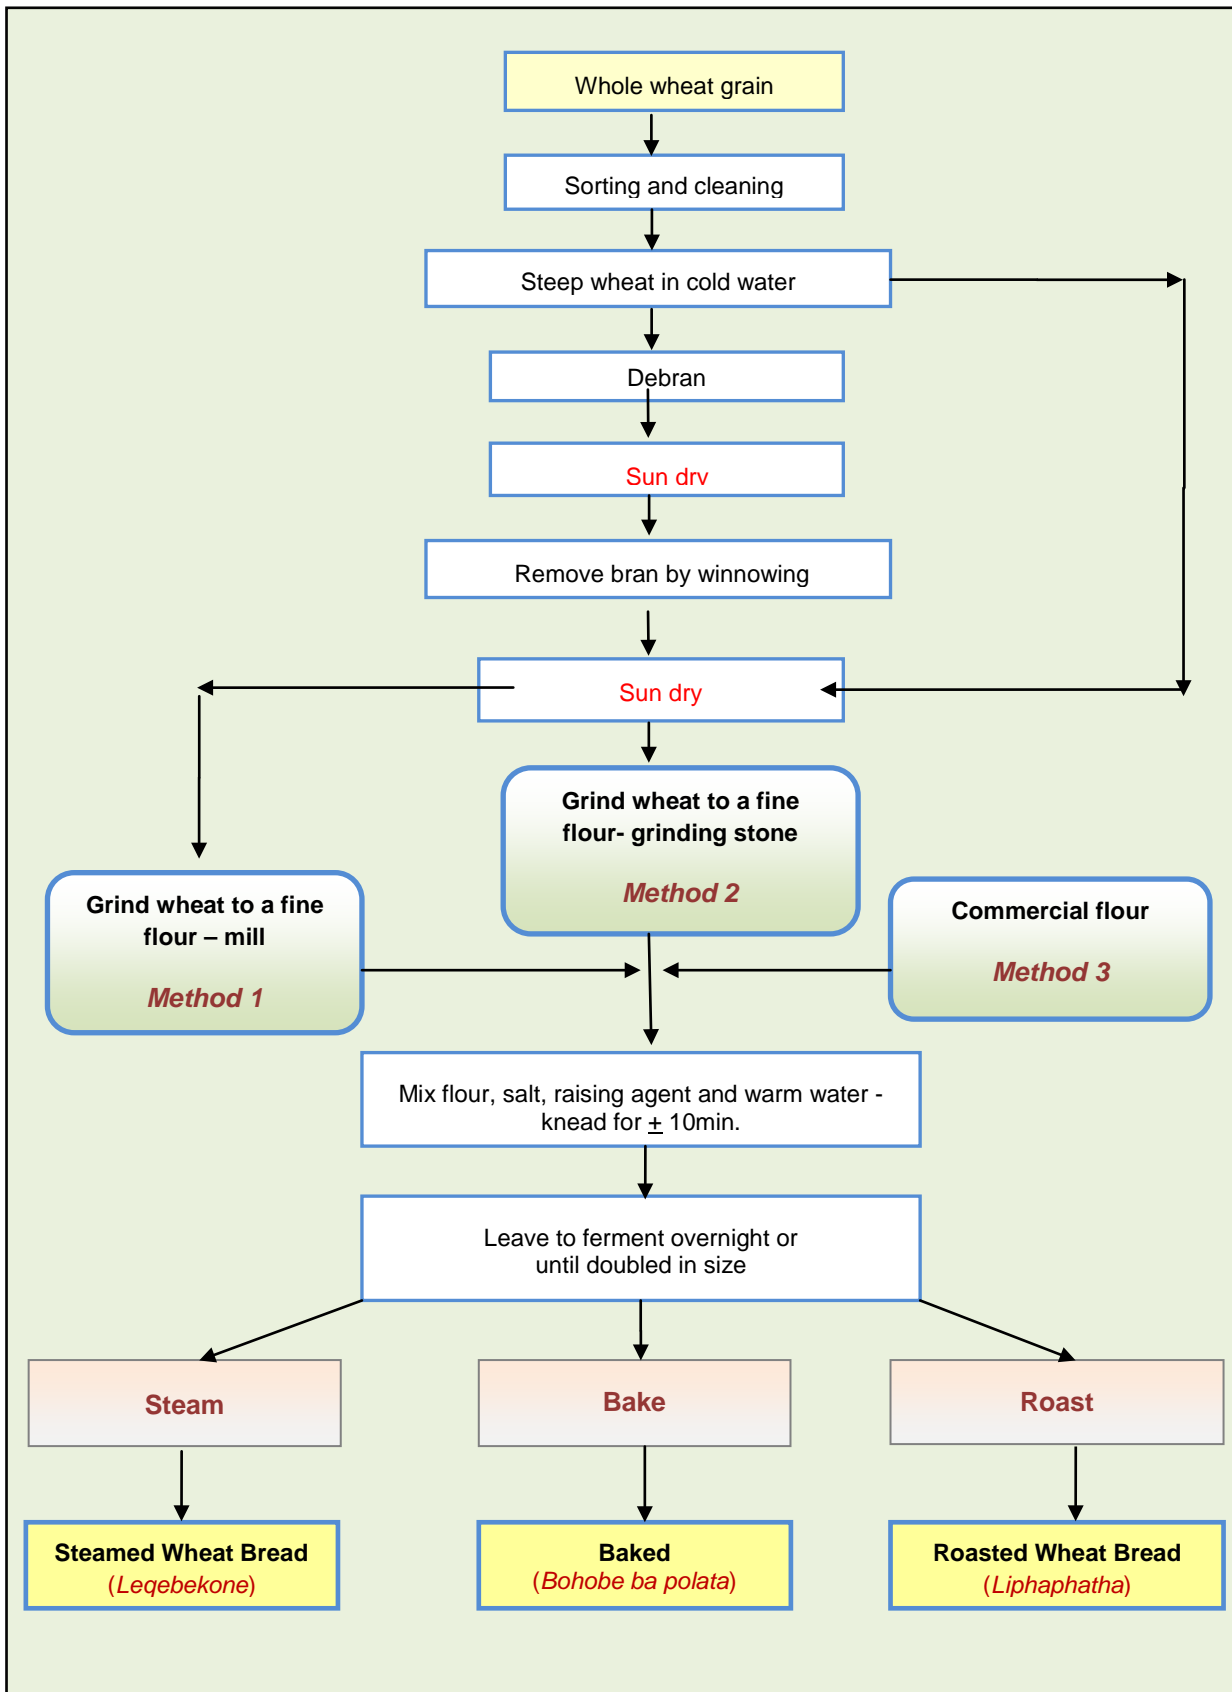 Whole wheat grain
Sorting and cleaning
Steep wheat in cold water
Debran
Sun dry
Remove bran by winnowing
Sun dry
Grind wheat to a fine
flour- grinding stone
Method 2
Grind wheat to a fine
flour – mill
Method 1
Commercial flour
Method 3
Mix flour, salt, raising agent and warm water -
knead for ± 10min.
Leave to ferment overnight or
until doubled in size
Steam
Bake
Roast
Steamed Wheat Bread
(Leqebekone)
Baked
(Bohobe ba polata)
Roasted Wheat Bread
(Liphaphatha)